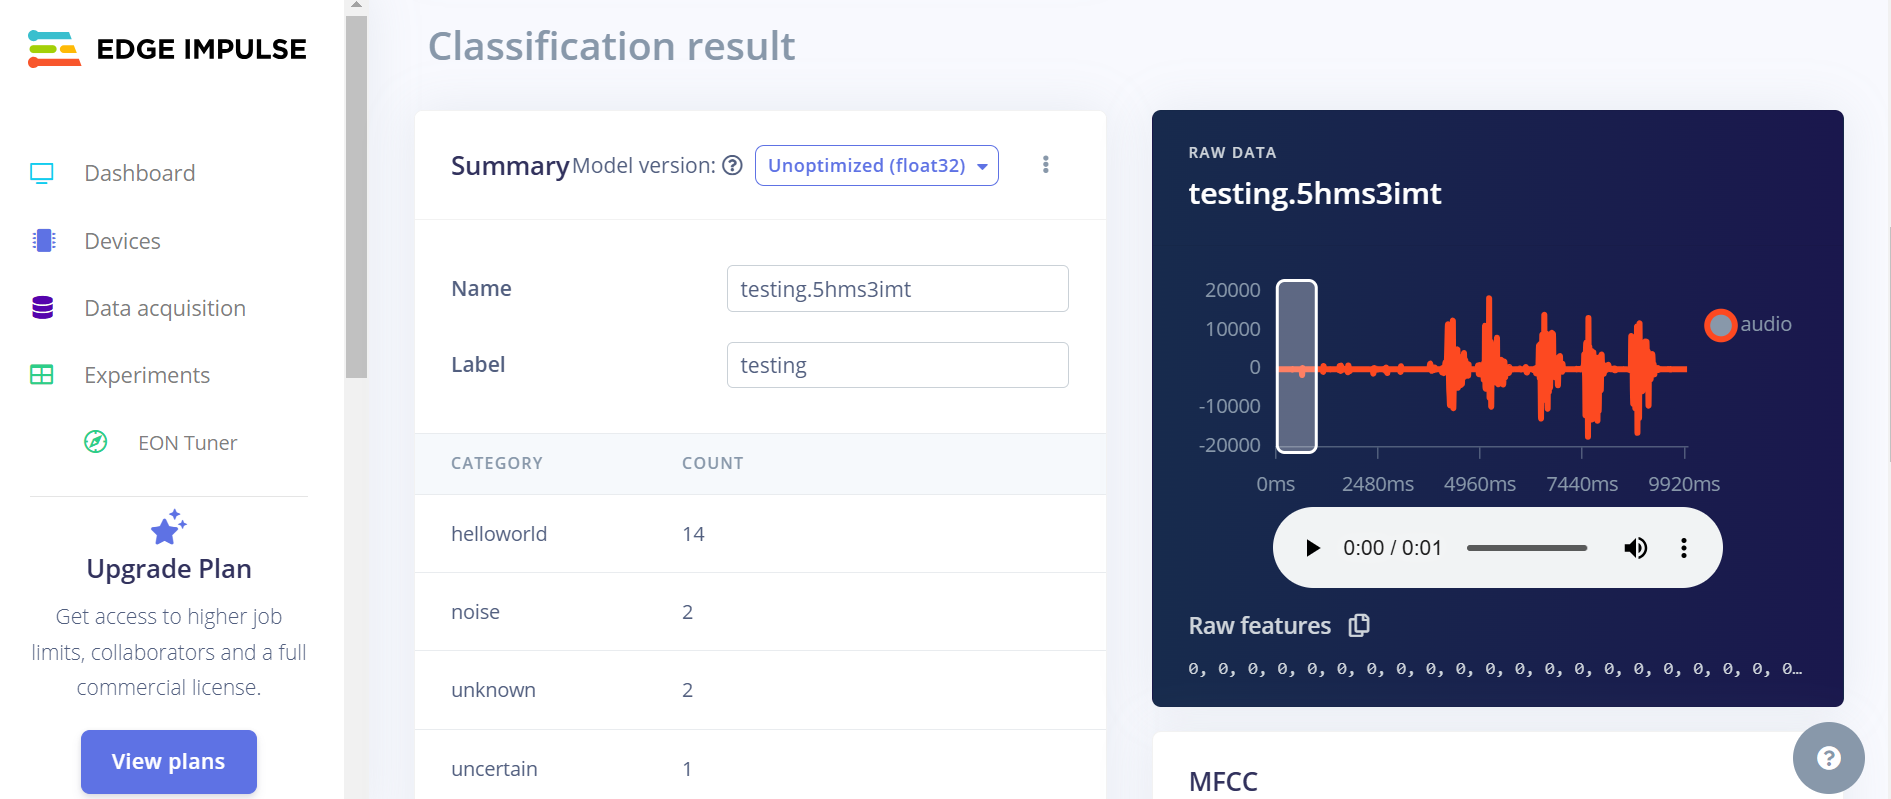 EDGE IMPULSE
Dashboard
Devices
Data acquisition
Experiments
EON Tuner
Upgrade Plan
Get access to higher job
limits, collaborators and a full
commercial license.
View plans
Classification result
Summary Model version: ? Unoptimized (float32)
Name testing.5hms3imt
Label testing
CATEGORY COUNT
helloworld 14
noise 2
unknown 2
uncertain 1
RAW DATA
testing.5hms3imt
20000
10000
0
-10000
-20000
0ms 2480ms 4960ms 7440ms 9920ms
audio
0:00 / 0:01
Raw features
0, 0, 0, 0, 0, 0, 0, 0, 0, 0, 0, 0, 0, 0, 0, 0, 0, 0, 0, 0, 0…
MFCC
?